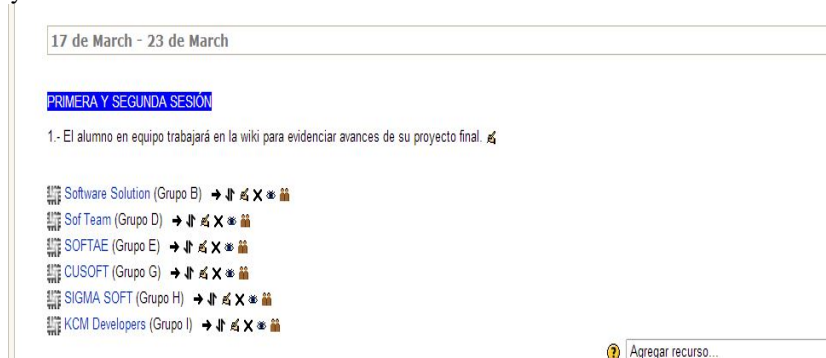 17 de March - 23 de March
PRIMERA Y SEGUNDA SESIÓN
1.- El alumno en equipo trabajará en la wiki para evidenciar avances de su proyecto final.
Software Solution (Grupo B)
Sof Team (Grupo D)
SOFTAE (Grupo E)
CUSOFT (Grupo G)
SIGMA SOFT (Grupo H)
KCM Developers (Grupo I)
Agregar recurso...